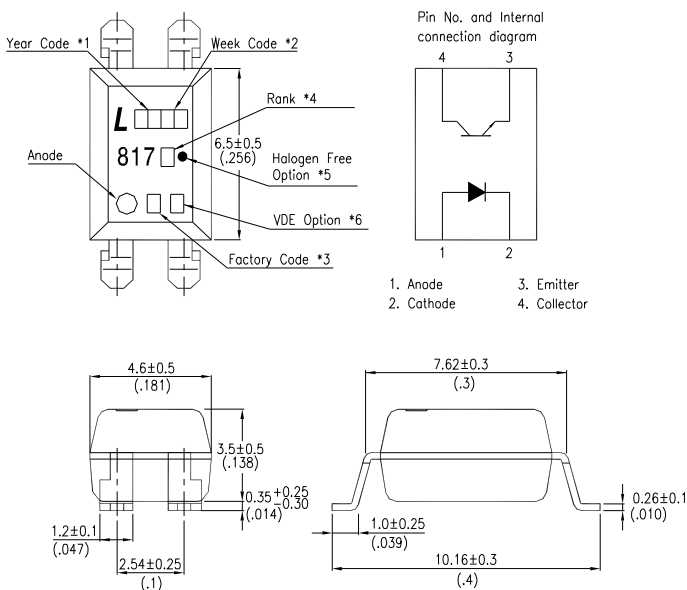 Pin No. and Internal
connection diagram
Year Code *1
Week Code *2
4 3
Rank *4
L
6.5±0.5
(.256)
817
Anode
Halogen Free
Option *5
VDE Option *6
Factory Code *3
1 2
1. Anode 3. Emitter
2. Cathode 4. Collector
4.6±0.5
(.181)
7.62±0.3
(.3)
3.5±0.5
(.138)
0.35 +0.25
-0.30
(.014)
0.26±0.1
(.010)
1.2±0.1
(.047)
1.0±0.25
(.039)
2.54±0.25
(.1)
10.16±0.3
(.4)